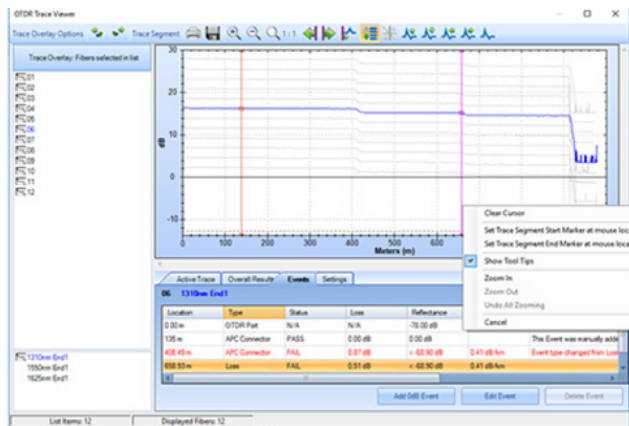 OTDR Trace Viewer
Trace Overlay Options
Trace Segment
1:1
Trace Overlay: Fibers selected in list
01
02
03
04
05
06
07
08
09
10
11
12
1310nm End1
1550nm End1
1625nm End1
30
20
10
0
-10
dB
0 100 200 300 400 500 600
Meters (m)
Clear Cursor
Set Trace Segment Start Marker at mouse loca
Set Trace Segment End Marker at mouse loca
Show Tool Tips
Zoom In
Zoom Out
Undo All Zooming
Cancel
Active Trace Overall Results Events Settings
06 1310nm End1
Location Type Status Loss Reflectance
0.00 m OTDR Port N/A N/A -78.00 dB
135 m APC Connector PASS 0.00 dB 0.00 dB This Event was manually adde
408.49 m APC Connector FAIL 0.87 dB < -68.90 dB 0.41 dB/km Event type changed from Loss
658.93 m Loss FAIL 0.51 dB < -68.90 dB 0.41 dB/km
Add 0dB Event Edit Event Delete Event
List Items: 12 Displayed Fibers: 12